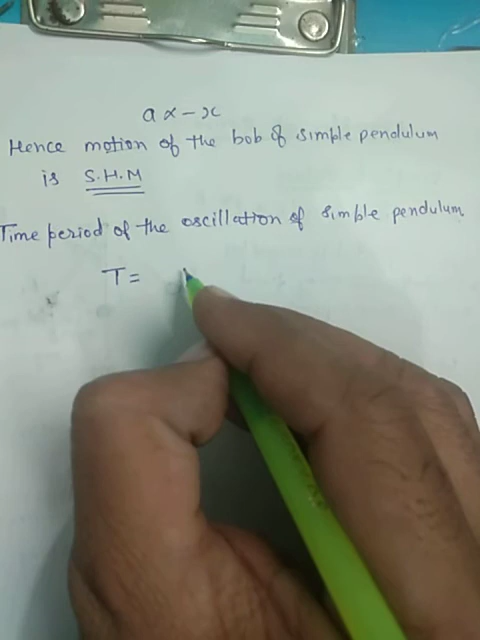 a ∝ - x
Hence motion of the bob of simple pendulum
is S.H.M
Time period of the oscillation of simple pendulum
T =